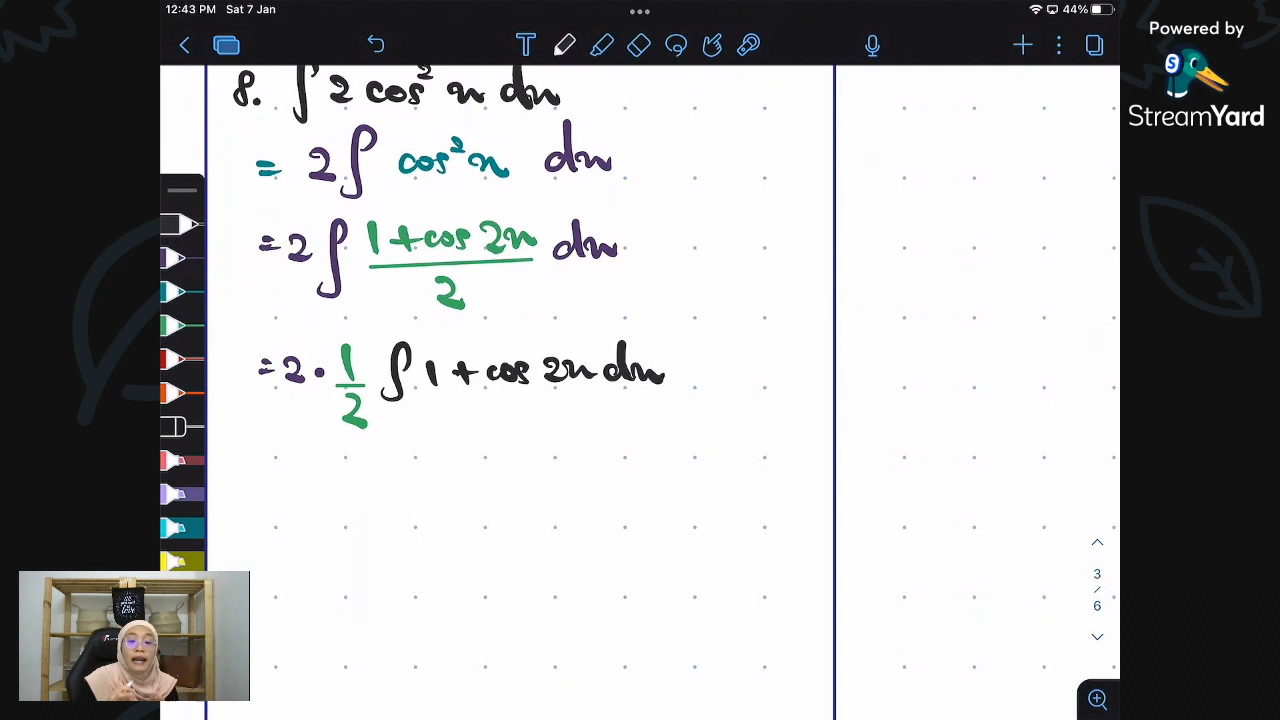 12:43 PM Sat 7 Jan
44%
Powered by
StreamYard
T
8. ∫ 2 cos² x dx
= 2 ∫ cos² x dx
= 2 ∫ (1 + cos 2x)/2 dx
= 2 · 1/2 ∫ 1 + cos 2x dx
3
/
6